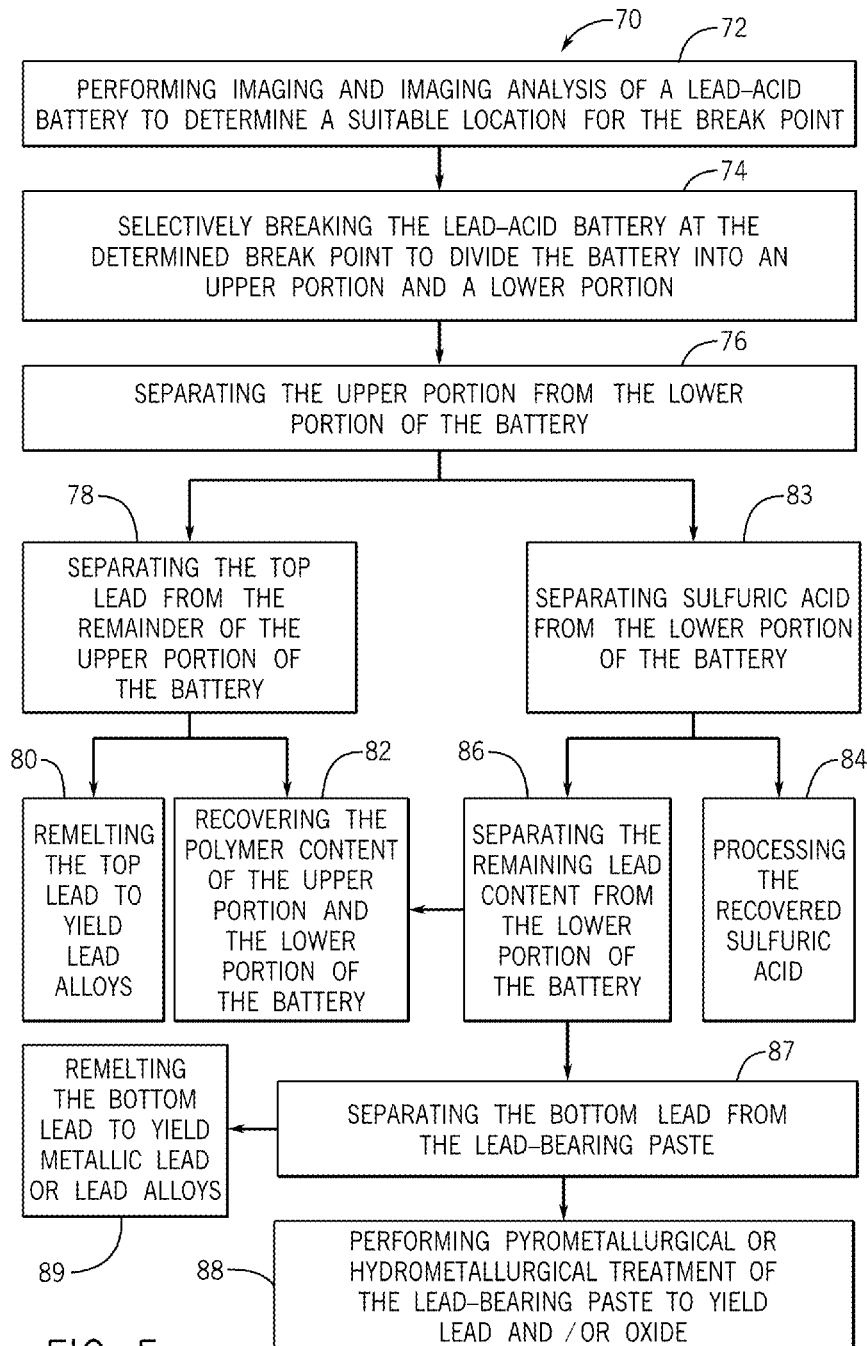 70
72
PERFORMING IMAGING AND IMAGING ANALYSIS OF A LEAD-ACID
BATTERY TO DETERMINE A SUITABLE LOCATION FOR THE BREAK POINT
74
SELECTIVELY BREAKING THE LEAD-ACID BATTERY AT THE
DETERMINED BREAK POINT TO DIVIDE THE BATTERY INTO AN
UPPER PORTION AND A LOWER PORTION
76
SEPARATING THE UPPER PORTION FROM THE LOWER
PORTION OF THE BATTERY
78
SEPARATING THE TOP
LEAD FROM THE
REMAINDER OF THE
UPPER PORTION OF
THE BATTERY
83
SEPARATING SULFURIC ACID
FROM THE LOWER PORTION
OF THE BATTERY
80
REMELTING
THE TOP
LEAD TO
YIELD
LEAD
ALLOYS
82
RECOVERING THE
POLYMER CONTENT
OF THE UPPER
PORTION AND
THE LOWER
PORTION OF
THE BATTERY
86
SEPARATING THE
REMAINING LEAD
CONTENT FROM
THE LOWER
PORTION OF
THE BATTERY
84
PROCESSING
THE
RECOVERED
SULFURIC
ACID
87
SEPARATING THE BOTTOM LEAD FROM
THE LEAD-BEARING PASTE
REMELTING
THE BOTTOM
LEAD TO YIELD
METALLIC LEAD
OR LEAD ALLOYS
89
88
PERFORMING PYROMETALLURGICAL OR
HYDROMETALLURGICAL TREATMENT OF
THE LEAD-BEARING PASTE TO YIELD
LEAD AND /OR OXIDE